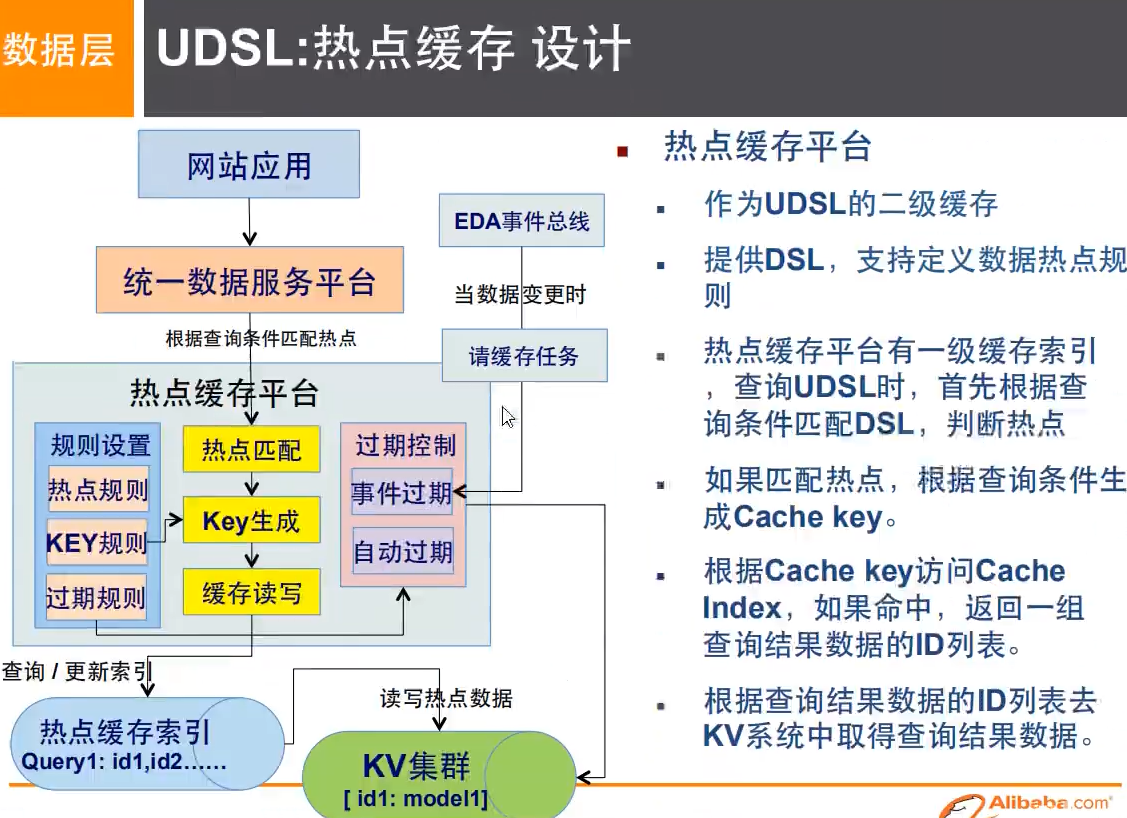 数据层
UDSL:热点缓存 设计
网站应用
统一数据服务平台
根据查询条件匹配热点
EDA事件总线
当数据变更时
请缓存任务
热点缓存平台
规则设置
热点规则
KEY规则
过期规则
热点匹配
Key生成
缓存读写
过期控制
事件过期
自动过期
查询 / 更新索引
热点缓存索引
Query1: id1,id2......
读写热点数据
KV集群
[ id1: model1]
热点缓存平台
作为UDSL的二级缓存
提供DSL，支持定义数据热点规
则
热点缓存平台有一级缓存索引
，查询UDSL时，首先根据查
询条件匹配DSL，判断热点
如果匹配热点，根据查询条件生
成Cache key。
根据Cache key访问Cache
Index，如果命中，返回一组
查询结果数据的ID列表。
根据查询结果数据的ID列表去
KV系统中取得查询结果数据。
Alibaba.com®